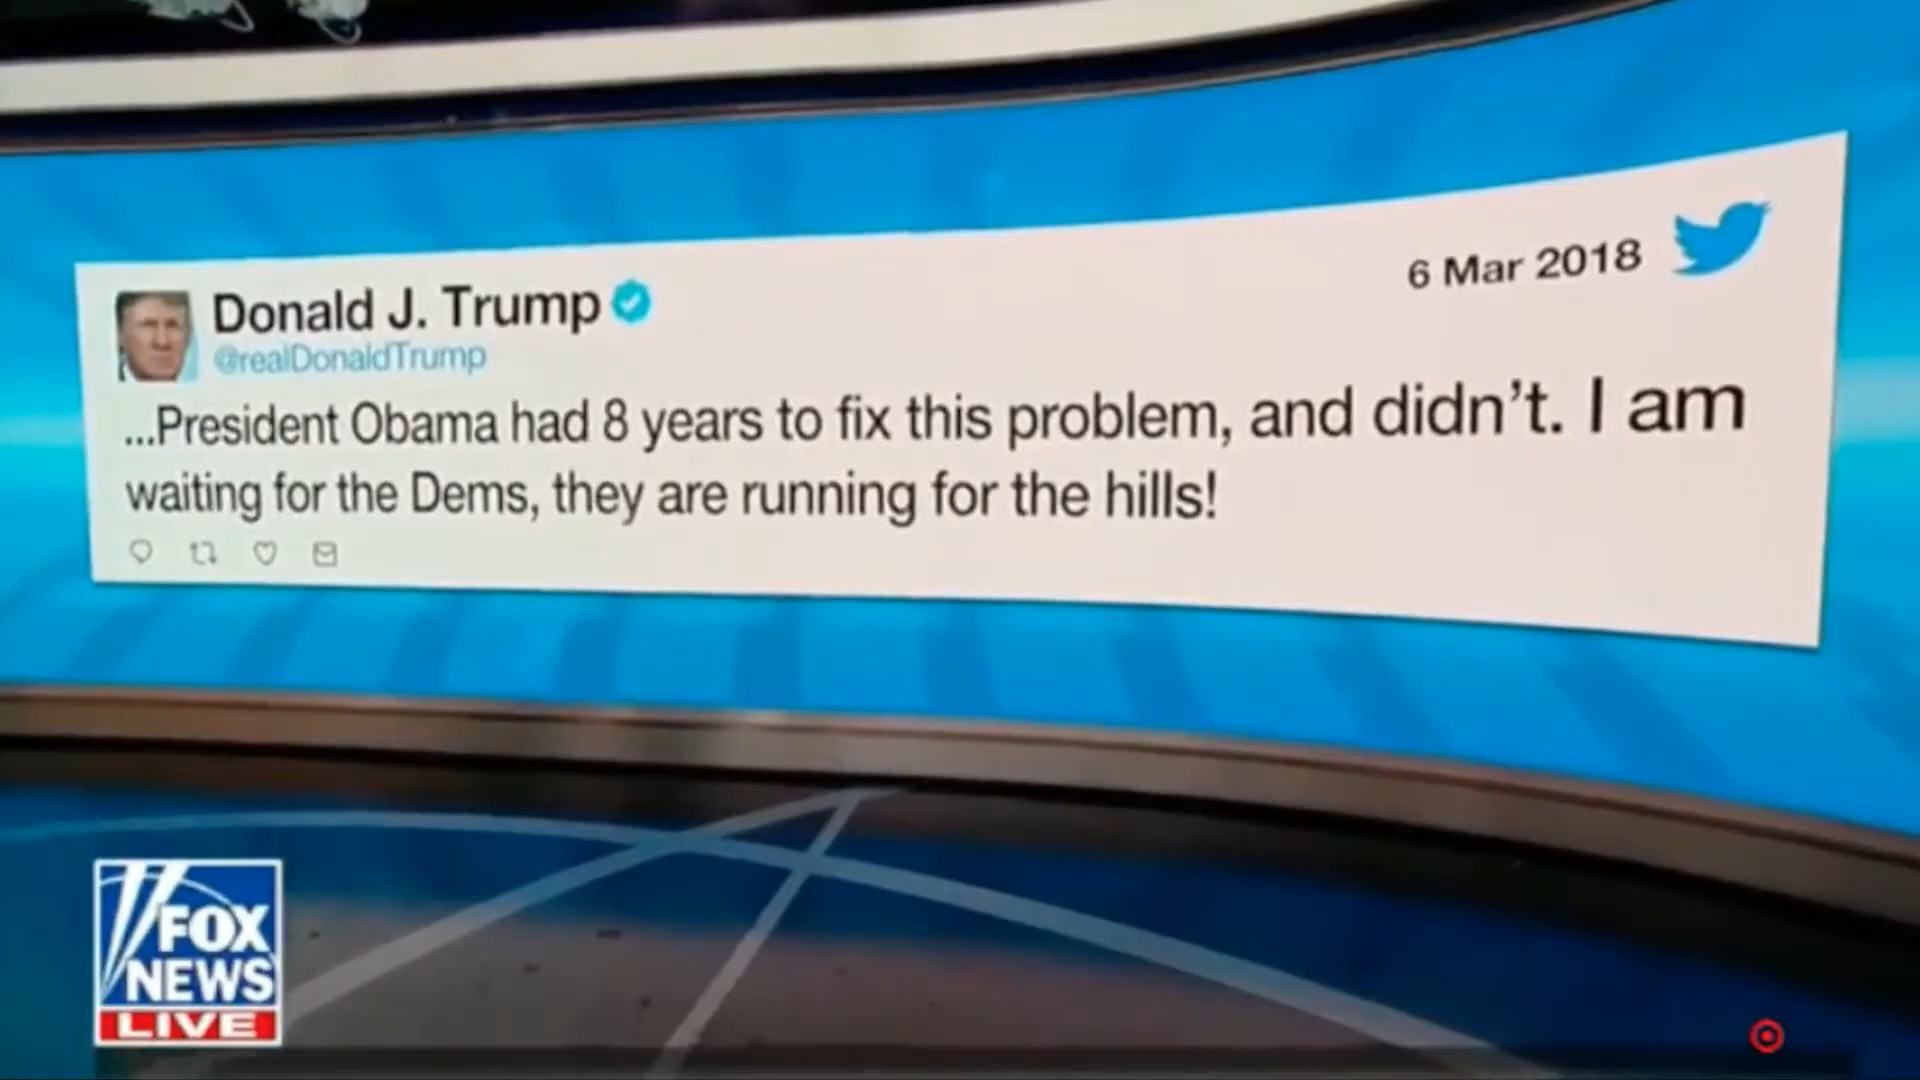 6 Mar 2018
Donald J. Trump
@realDonaldTrump
...President Obama had 8 years to fix this problem, and didn't. I am
waiting for the Dems, they are running for the hills!
FOX
NEWS
LIVE